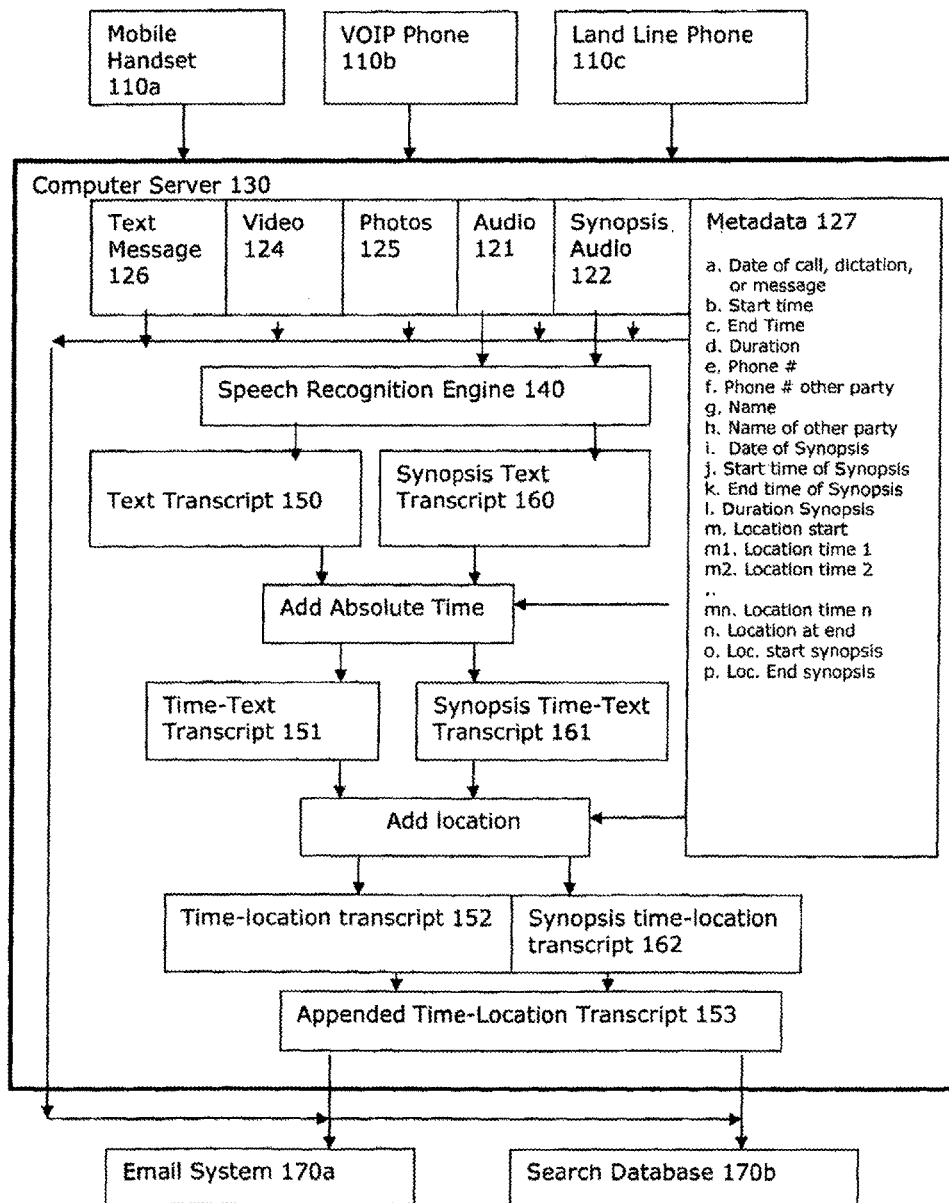 Mobile
Handset
110a
VOIP Phone
110b
Land Line Phone
110c
Computer Server 130
Text
Message
126
Video
124
Photos
125
Audio
121
Synopsis
Audio
122
Metadata 127
a. Date of call, dictation,
or message
b. Start time
c. End Time
d. Duration
e. Phone #
f. Phone # other party
g. Name
h. Name of other party
i. Date of Synopsis
j. Start time of Synopsis
k. End time of Synopsis
l. Duration Synopsis
m. Location start
m1. Location time 1
m2. Location time 2
..
mn. Location time n
n. Location at end
o. Loc. start synopsis
p. Loc. End synopsis
Speech Recognition Engine 140
Text Transcript 150
Synopsis Text
Transcript 160
Add Absolute Time
Time-Text
Transcript 151
Synopsis Time-Text
Transcript 161
Add location
Time-location transcript 152
Synopsis time-location
transcript 162
Appended Time-Location Transcript 153
Email System 170a
Search Database 170b